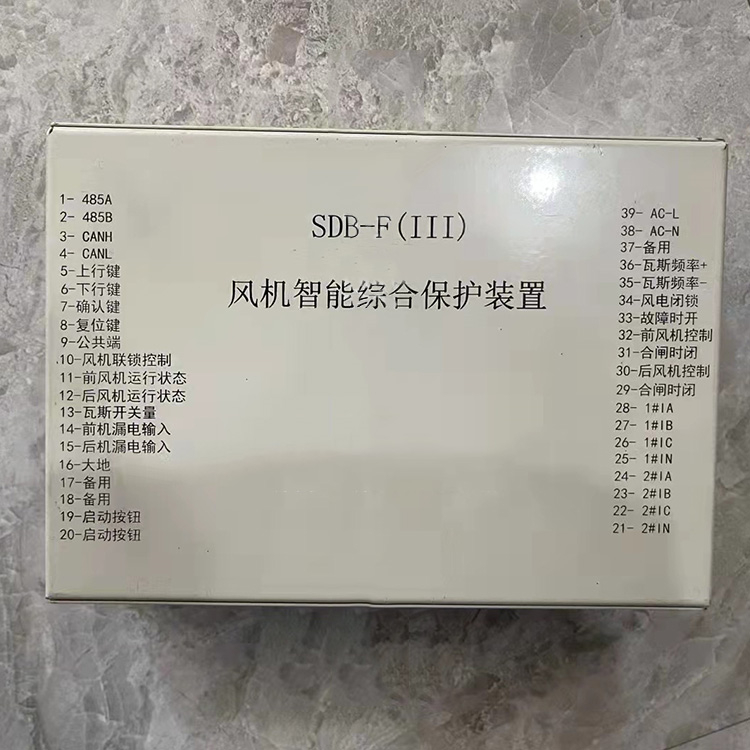 SDB-F(III)
风机智能综合保护装置
1- 485A
2- 485B
3- CANH
4- CANL
5-上行键
6-下行键
7-确认键
8-复位键
9-公共端
10-风机联锁控制
11-前风机运行状态
12-后风机运行状态
13-瓦斯开关量
14-前机漏电输入
15-后机漏电输入
16-大地
17-备用
18-备用
19-启动按钮
20-启动按钮
39- AC-L
38- AC-N
37-备用
36-瓦斯频率+
35-瓦斯频率-
34-风电闭锁
33-故障时开
32-前风机控制
31-合闸时闭
30-后风机控制
29-合闸时闭
28- 1#IA
27- 1#IB
26- 1#IC
25- 1#IN
24- 2#IA
23- 2#IB
22- 2#IC
21- 2#IN